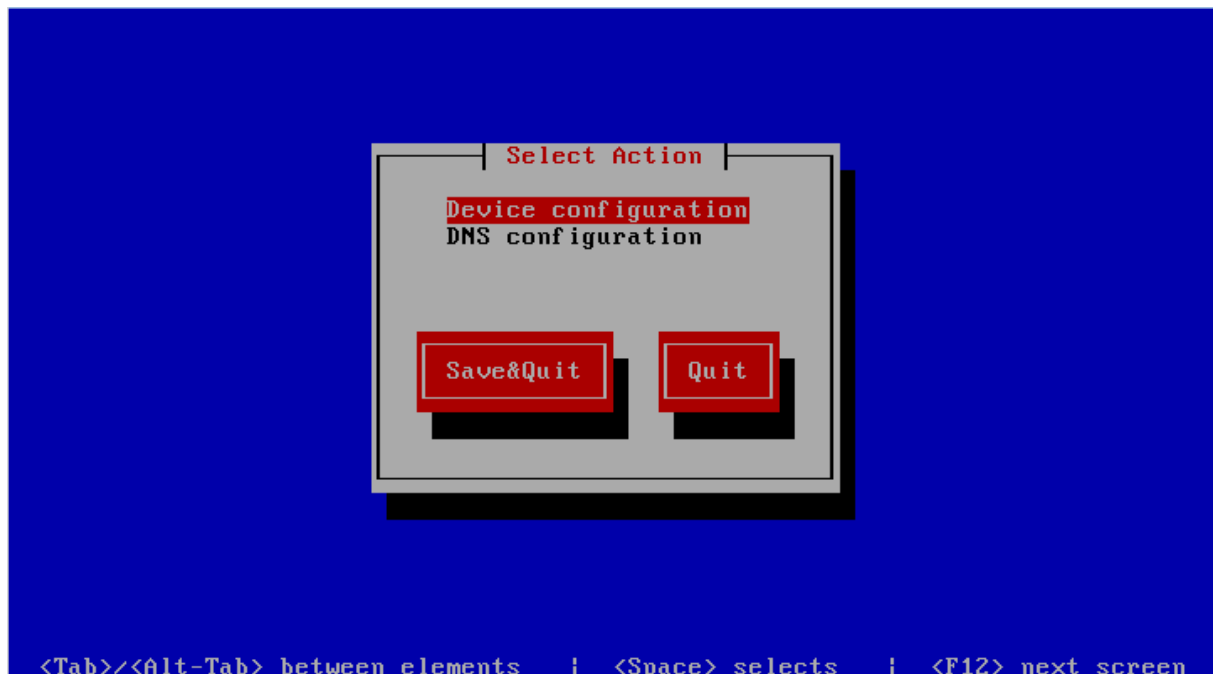 Select Action
Device configuration
DNS configuration
Save&Quit
Quit
<Tab>/<Alt-Tab> between elements | <Space> selects | <F12> next screen